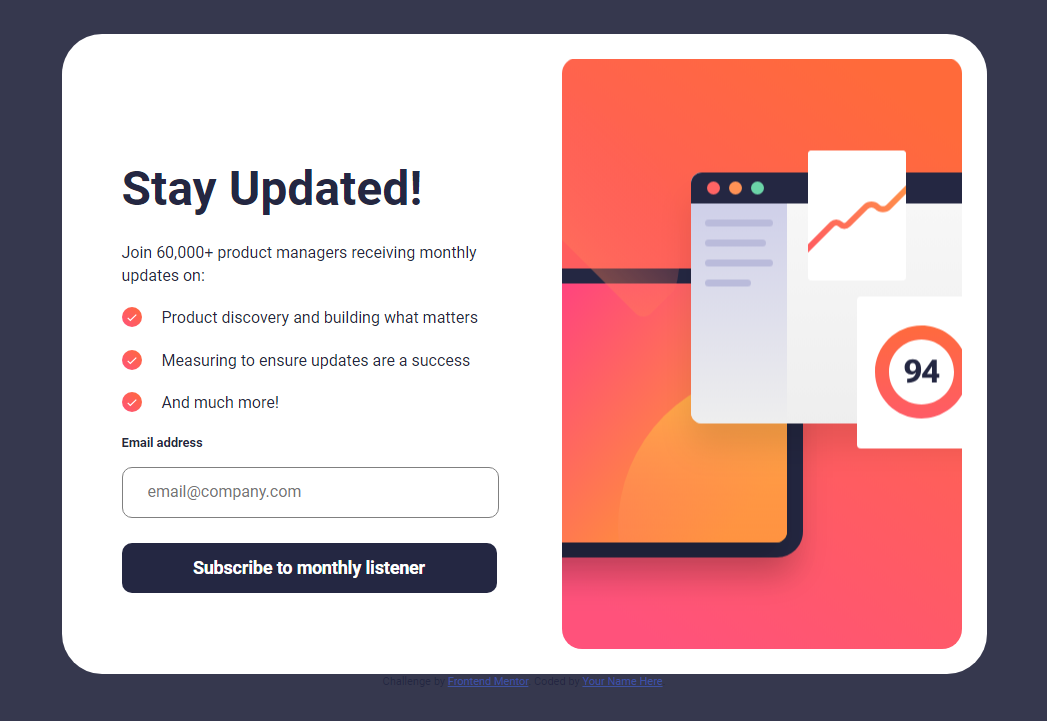 Stay Updated!
Join 60,000+ product managers receiving monthly
updates on:
Product discovery and building what matters
Measuring to ensure updates are a success
And much more!
Email address
email@company.com
Subscribe to monthly listener
94
Challenge by Frontend Mentor. Coded by Your Name Here.